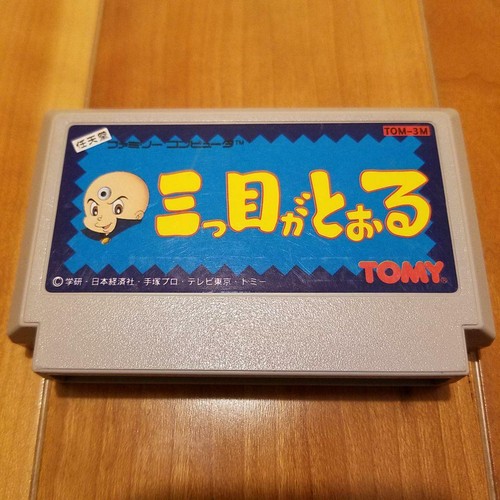 任天堂
ファミリー コンピュータ™
TOM-3M
三つ目がとおる
TOMY®
©学研・日本経済社・手塚プロ・テレビ東京・トミー